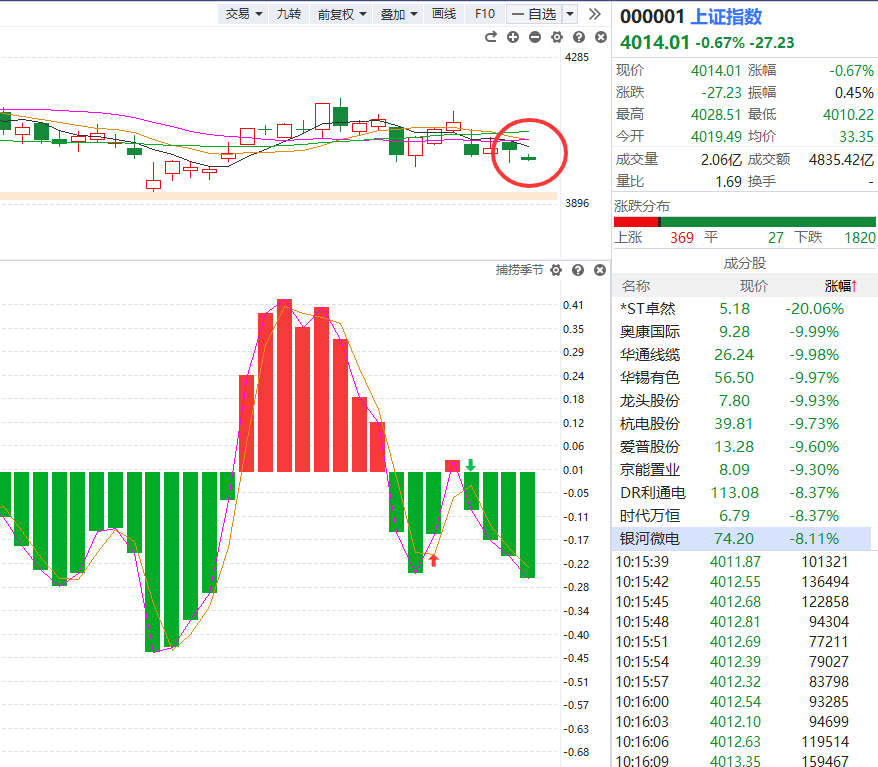 交易 九转 前复权 叠加 画线 F10 自选
000001 上证指数
4014.01 -0.67% -27.23
4285
3896
现价 4014.01 涨幅 -0.67%
涨跌 -27.23 振幅 0.45%
最高 4028.51 最低 4010.22
今开 4019.49 均价 33.35
成交量 2.06亿 成交额 4835.42亿
量比 1.69 换手 -
涨跌分布
上涨 369 平 27 下跌 1820
捕捞季节
0.41
0.35
0.29
0.24
0.18
0.12
0.06
0.01
-0.05
-0.11
-0.17
-0.22
-0.28
-0.34
-0.40
-0.45
-0.51
-0.57
-0.63
-0.68
成分股
名称 现价 涨幅↑
*ST卓然 5.18 -20.06%
奥康国际 9.28 -9.99%
华通线缆 26.24 -9.98%
华锡有色 56.50 -9.97%
龙头股份 7.80 -9.93%
杭电股份 39.81 -9.73%
爱普股份 13.28 -9.60%
京能置业 8.09 -9.30%
DR利通电 113.08 -8.37%
时代万恒 6.79 -8.37%
银河微电 74.20 -8.11%
10:15:39 4011.87 101321
10:15:42 4012.55 136494
10:15:45 4012.68 122858
10:15:48 4012.81 94304
10:15:51 4012.69 77211
10:15:54 4012.39 79027
10:15:57 4012.32 83798
10:16:00 4012.54 93285
10:16:03 4012.10 94699
10:16:06 4012.63 119514
10:16:09 4013.35 159467